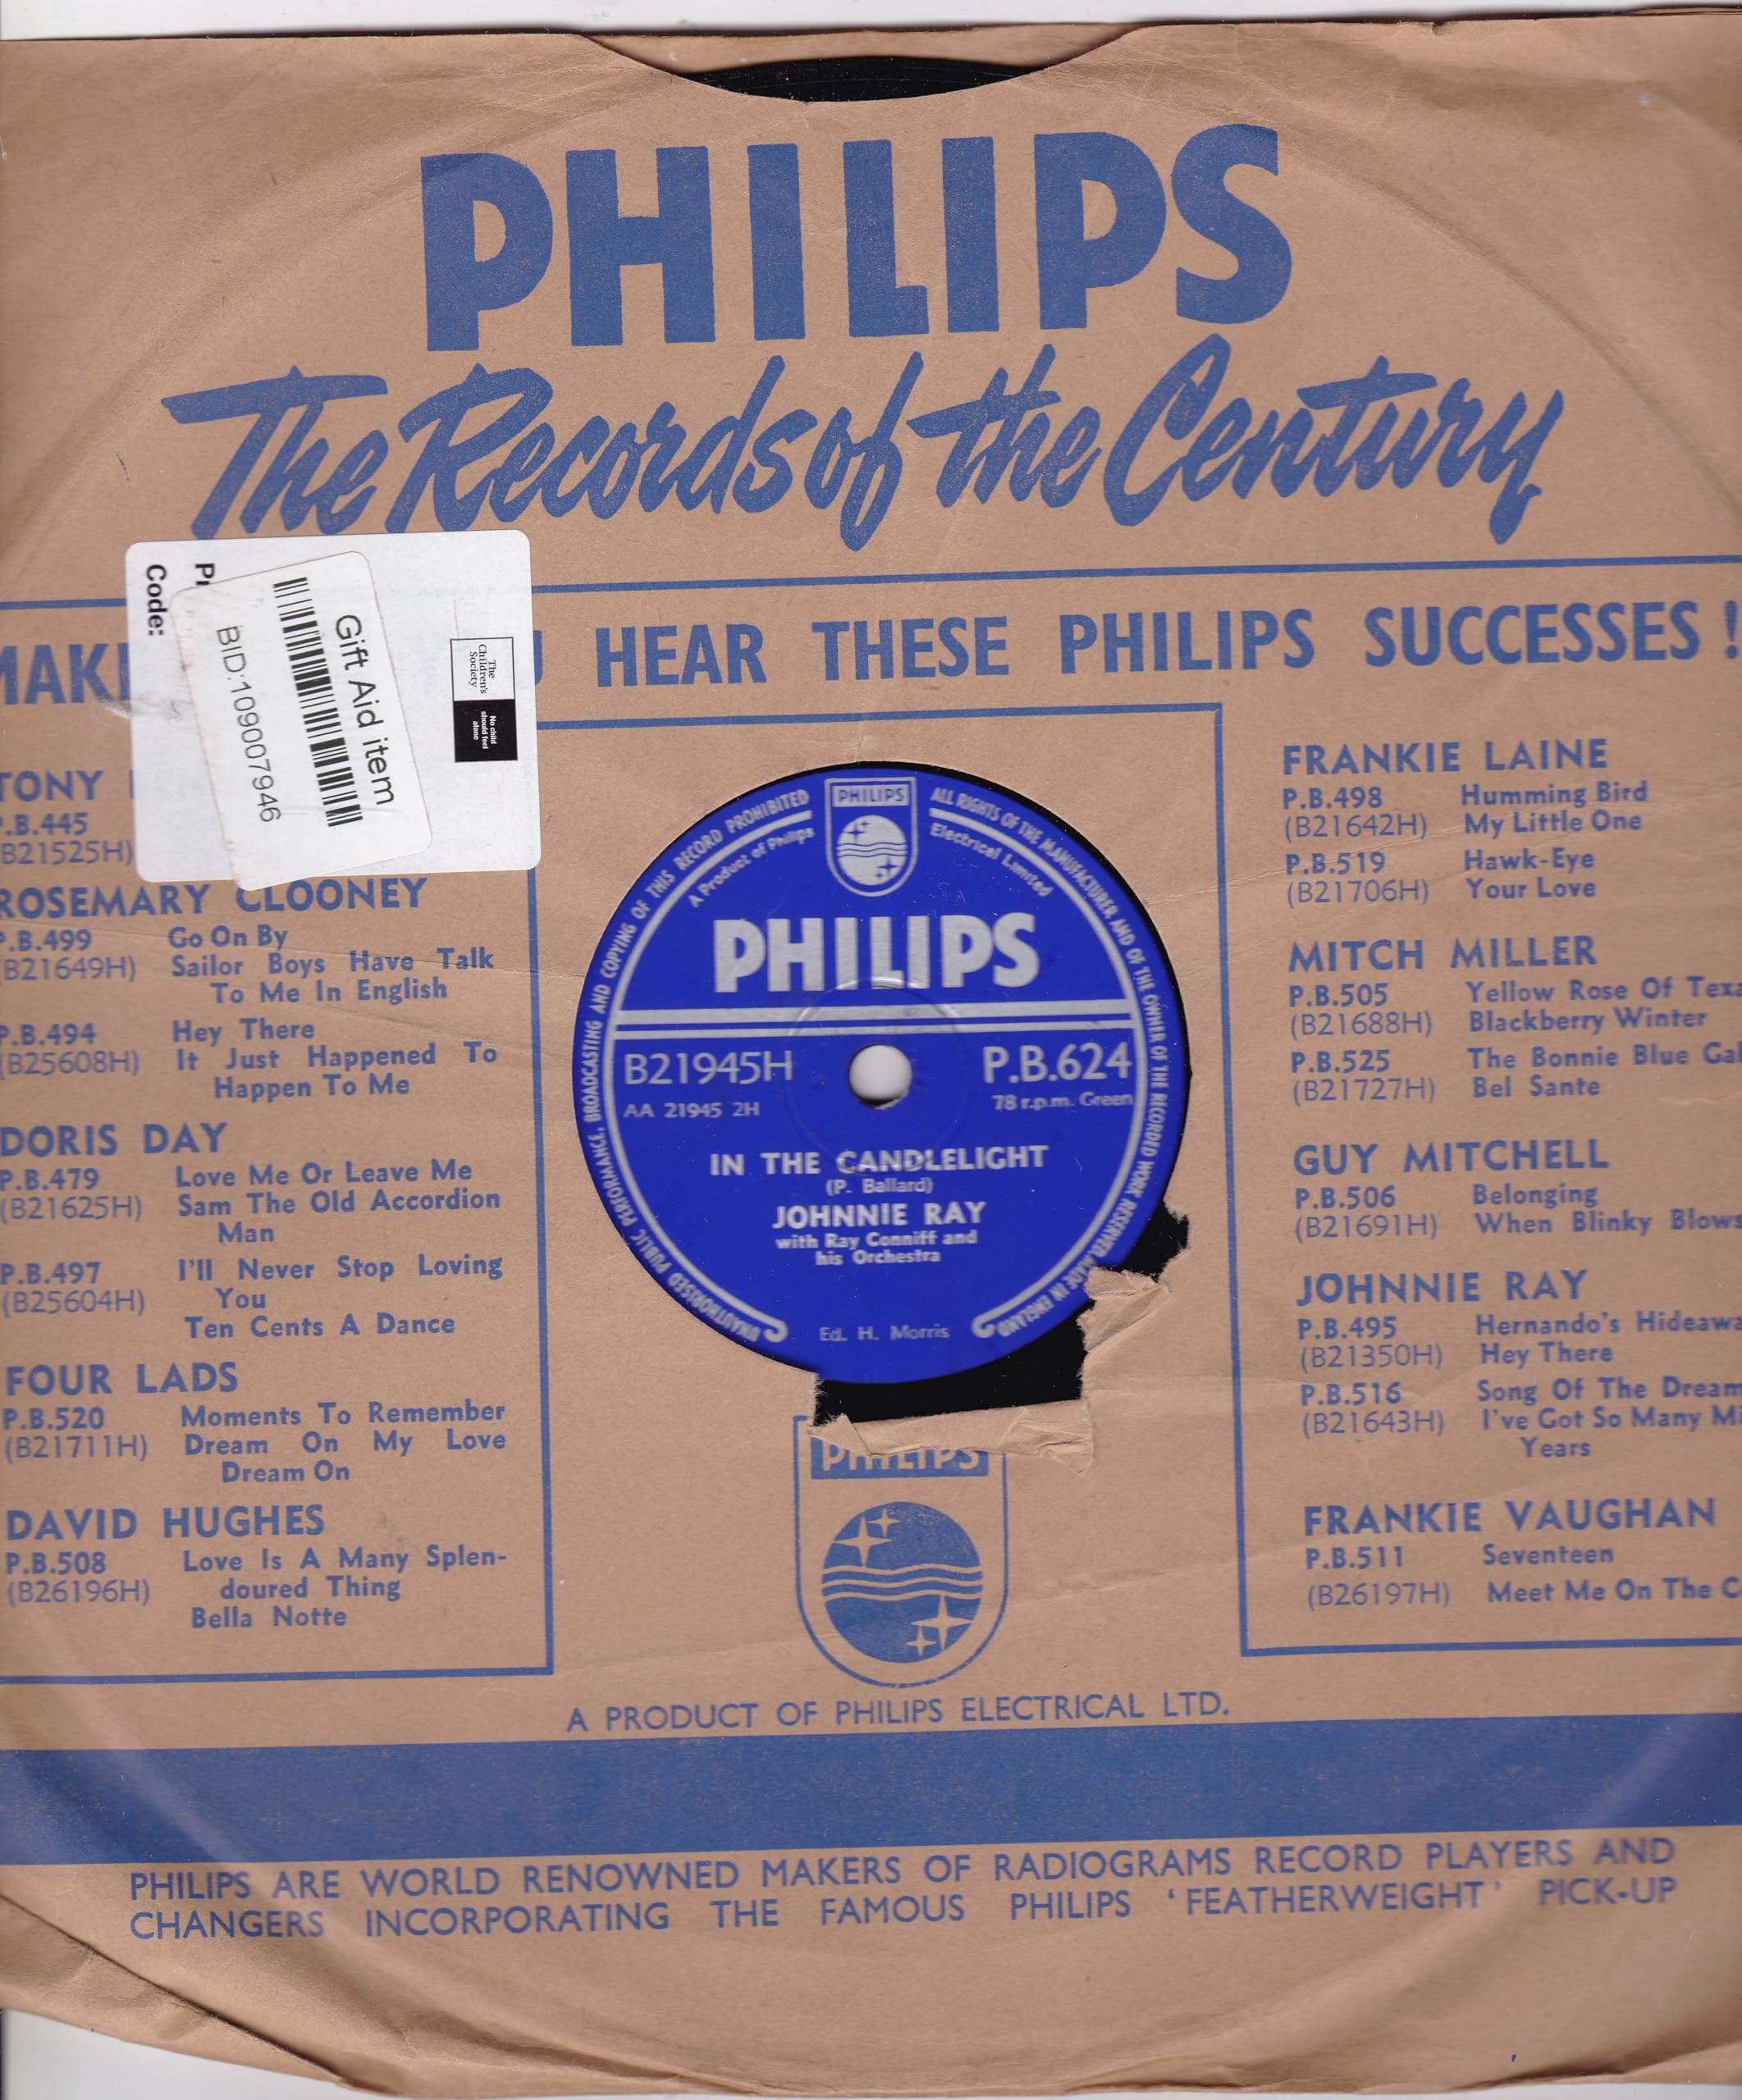 PHILIPS
The Records of the Century
HEAR THESE PHILIPS SUCCESSES !
Code:
Gift Aid item
BID:109007946
The
Children's
Society
No child
should feel
alone
TONY
P.B.445
(B21525H)
ROSEMARY CLOONEY
P.B.499 Go On By
(B21649H) Sailor Boys Have Talk
To Me In English
P.B.494 Hey There
(B25608H) It Just Happened To
Happen To Me
DORIS DAY
P.B.479 Love Me Or Leave Me
(B21625H) Sam The Old Accordion
Man
P.B.497 I'll Never Stop Loving
(B25604H) You
Ten Cents A Dance
FOUR LADS
P.B.520 Moments To Remember
(B21711H) Dream On My Love
Dream On
DAVID HUGHES
P.B.508 Love Is A Many Splen-
(B26196H) doured Thing
Bella Notte
PHILIPS
A Product of Philips Electrical Limited
ALL RIGHTS OF THE MANUFACTURER AND OF THE OWNER OF THE RECORDED WORK RESERVED. MADE IN ENGLAND
UNAUTHORISED PUBLIC PERFORMANCE, BROADCASTING AND COPYING OF THIS RECORD PROHIBITED
PHILIPS
B21945H P.B.624
AA 21945 2H 78 r.p.m. Green
IN THE CANDLELIGHT
(P. Ballard)
JOHNNIE RAY
with Ray Conniff and
his Orchestra
Ed. H. Morris
FRANKIE LAINE
P.B.498 Humming Bird
(B21642H) My Little One
P.B.519 Hawk-Eye
(B21706H) Your Love
MITCH MILLER
P.B.505 Yellow Rose Of Texa
(B21688H) Blackberry Winter
P.B.525 The Bonnie Blue Gal
(B21727H) Bel Sante
GUY MITCHELL
P.B.506 Belonging
(B21691H) When Blinky Blows
JOHNNIE RAY
P.B.495 Hernando's Hideawa
(B21350H) Hey There
P.B.516 Song Of The Dream
(B21643H) I've Got So Many Mi
Years
FRANKIE VAUGHAN
P.B.511 Seventeen
(B26197H) Meet Me On The C
PHILIPS
A PRODUCT OF PHILIPS ELECTRICAL LTD.
PHILIPS ARE WORLD RENOWNED MAKERS OF RADIOGRAMS RECORD PLAYERS AND
CHANGERS INCORPORATING THE FAMOUS PHILIPS 'FEATHERWEIGHT' PICK-UP